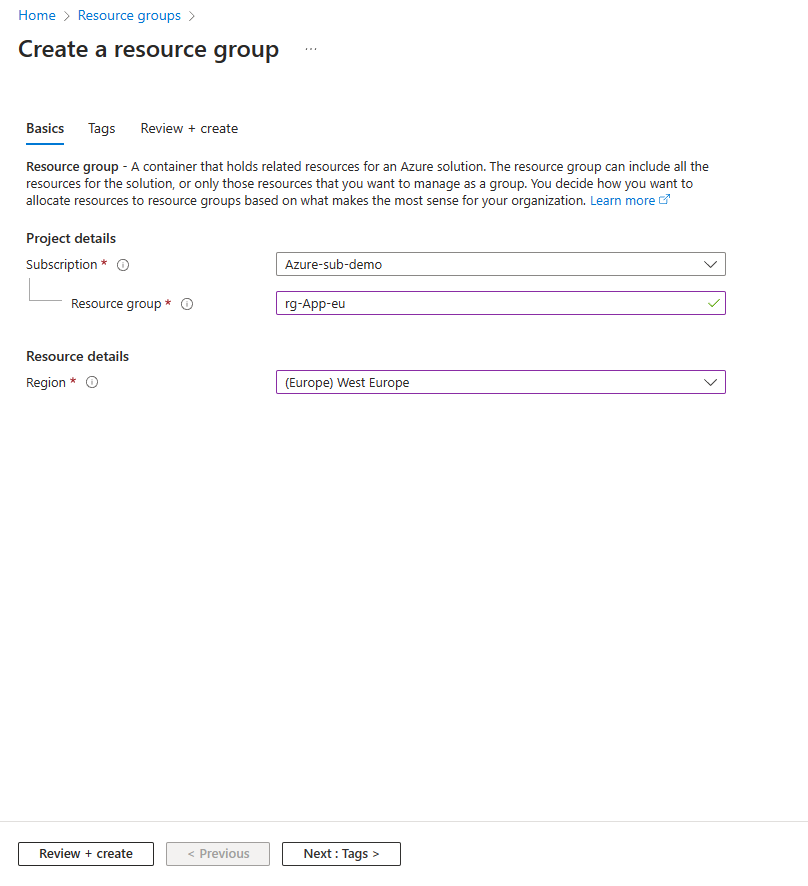 Home > Resource groups >
Create a resource group ...
Basics Tags Review + create
Resource group - A container that holds related resources for an Azure solution. The resource group can include all the
resources for the solution, or only those resources that you want to manage as a group. You decide how you want to
allocate resources to resource groups based on what makes the most sense for your organization. Learn more
Project details
Subscription * Azure-sub-demo
Resource group * rg-App-eu
Resource details
Region * (Europe) West Europe
Review + create < Previous Next : Tags >